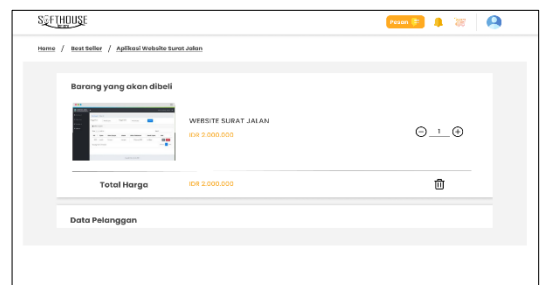 SOFTHOUSE
Pesan
Home / Best Seller / Aplikasi Website Surat Jalan
Barang yang akan dibeli
WEBSITE SURAT JALAN
IDR 2.000.000
1
Total Harga
IDR 2.000.000
Data Pelanggan